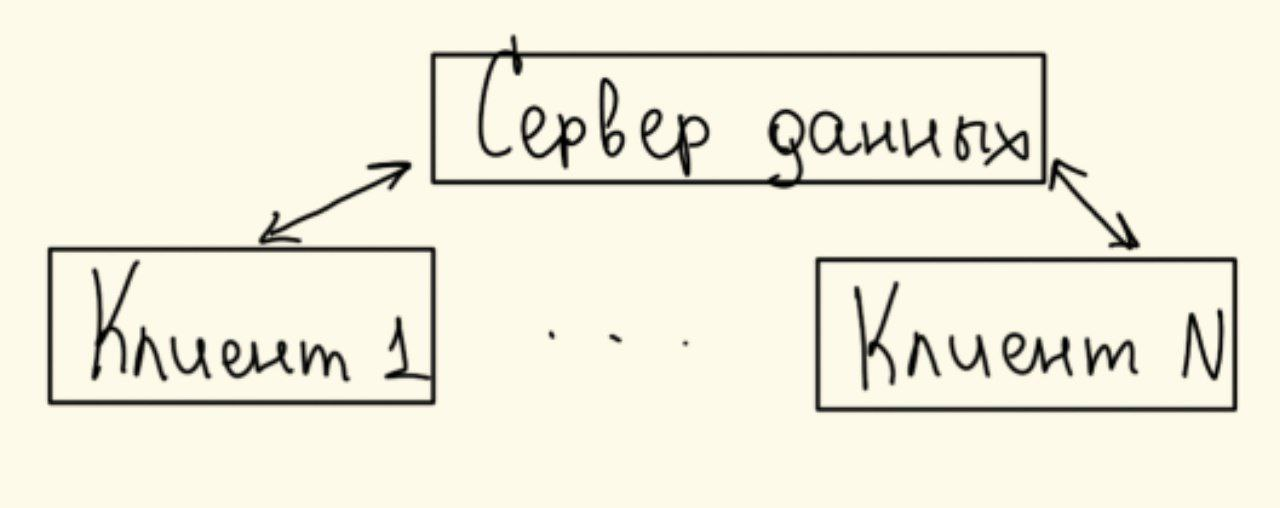 Сервер данных
Клиент 1 . . . Клиент N